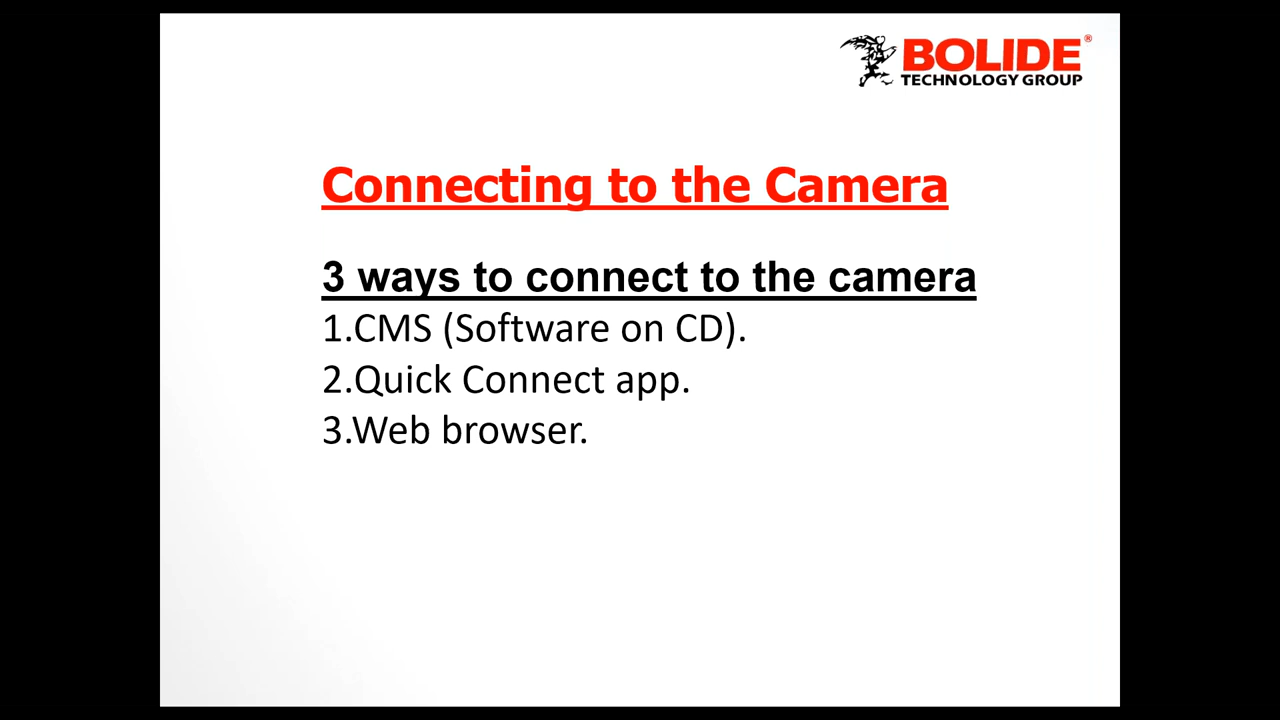 BOLIDE®
TECHNOLOGY GROUP
Connecting to the Camera
3 ways to connect to the camera
1.CMS (Software on CD).
2.Quick Connect app.
3.Web browser.